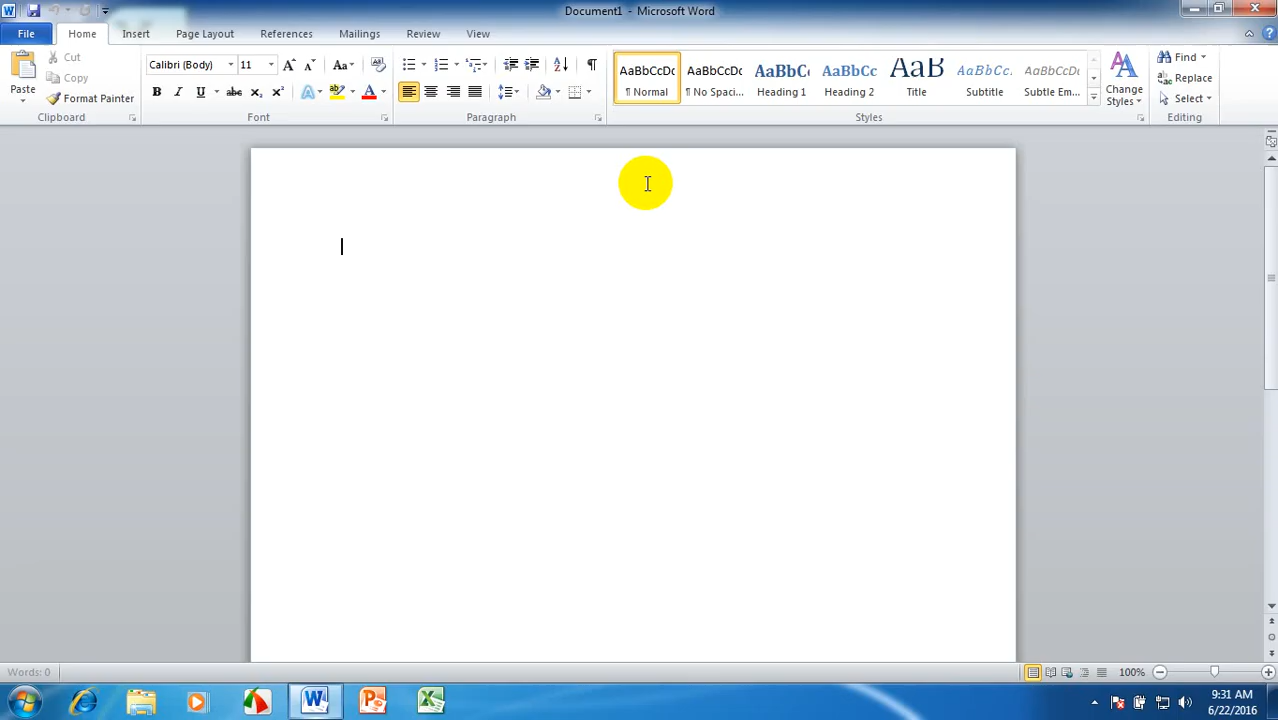 Document1 - Microsoft Word
File Home Insert Page Layout References Mailings Review View
Paste
Cut
Copy
Format Painter
Clipboard
Calibri (Body) 11
Font
Paragraph
AaBbCcDc AaBbCcDc AaBbCc AaBbCc AaB AaBbCc. AaBbCcDc
¶ Normal ¶ No Spaci... Heading 1 Heading 2 Title Subtitle Subtle Em...
Change Styles
Styles
Find
Replace
Select
Editing
Words: 0
100%
9:31 AM
6/22/2016